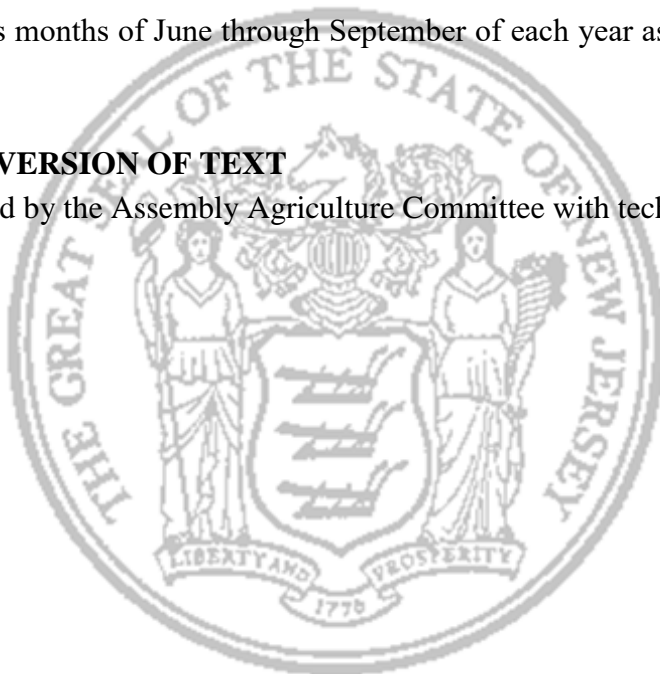 s months of June through September of each year as
VERSION OF TEXT
d by the Assembly Agriculture Committee with tech
THE GREAT SEAL OF THE STATE OF NEW JERSEY
LIBERTY AND PROSPERITY
1776